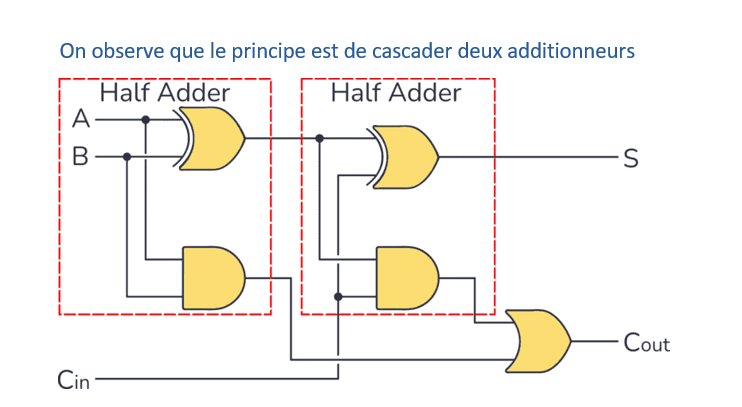 On observe que le principe est de cascader deux additionneurs
Half Adder
Half Adder
A
B
S
Cout
Cin